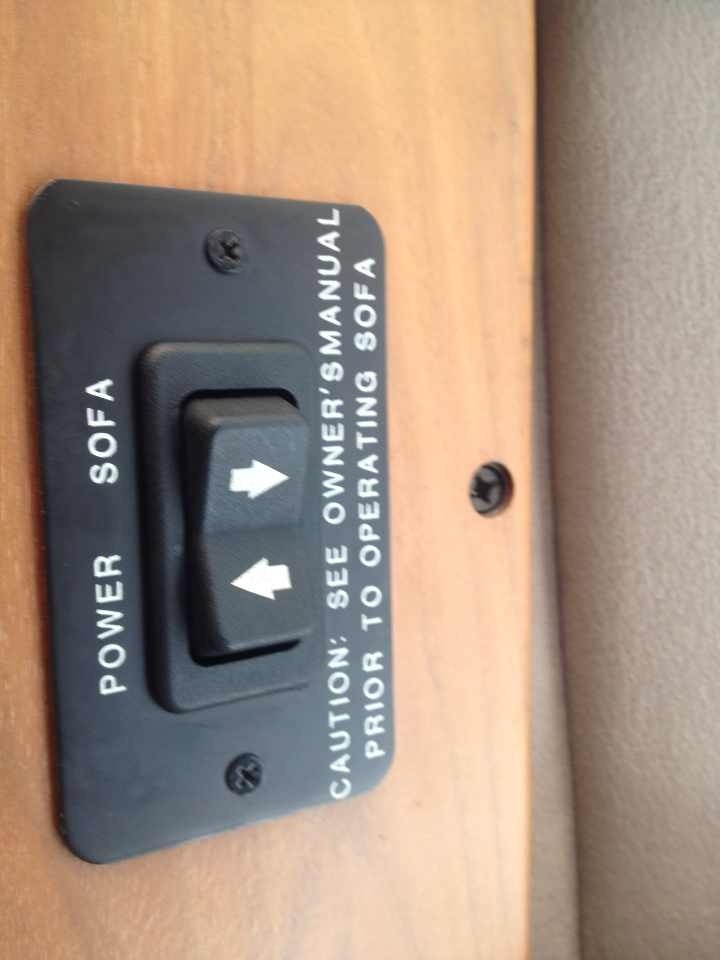 POWER SOFA
CAUTION: SEE OWNER'S MANUAL
PRIOR TO OPERATING SOFA